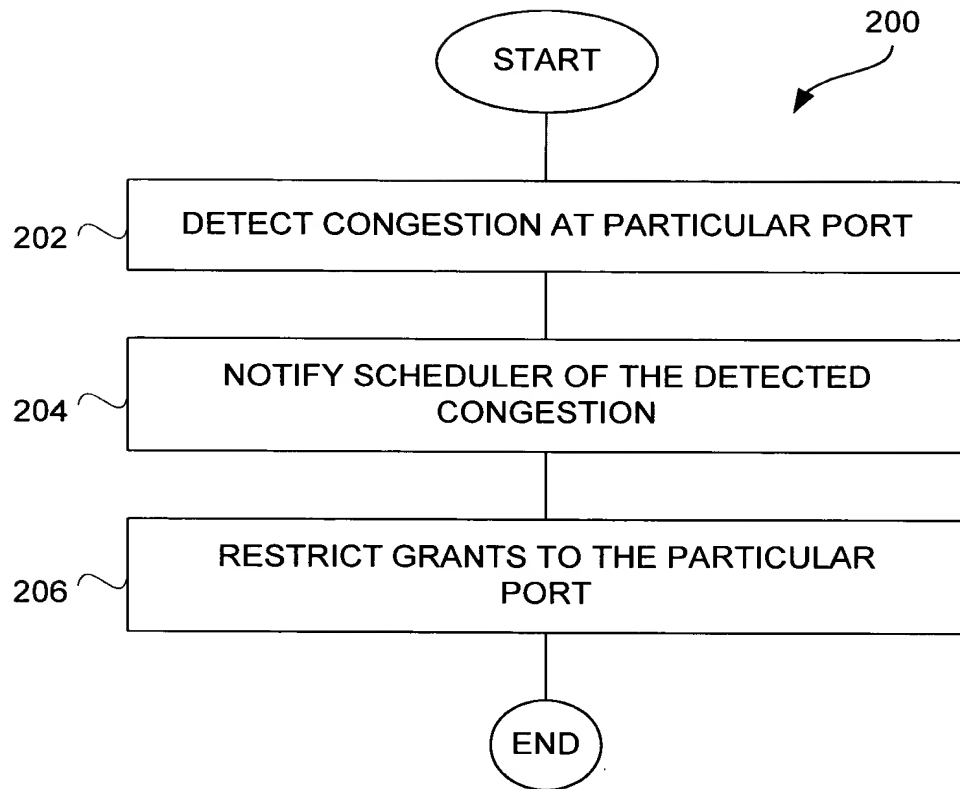 200
START
202
DETECT CONGESTION AT PARTICULAR PORT
204
NOTIFY SCHEDULER OF THE DETECTED
CONGESTION
206
RESTRICT GRANTS TO THE PARTICULAR
PORT
END